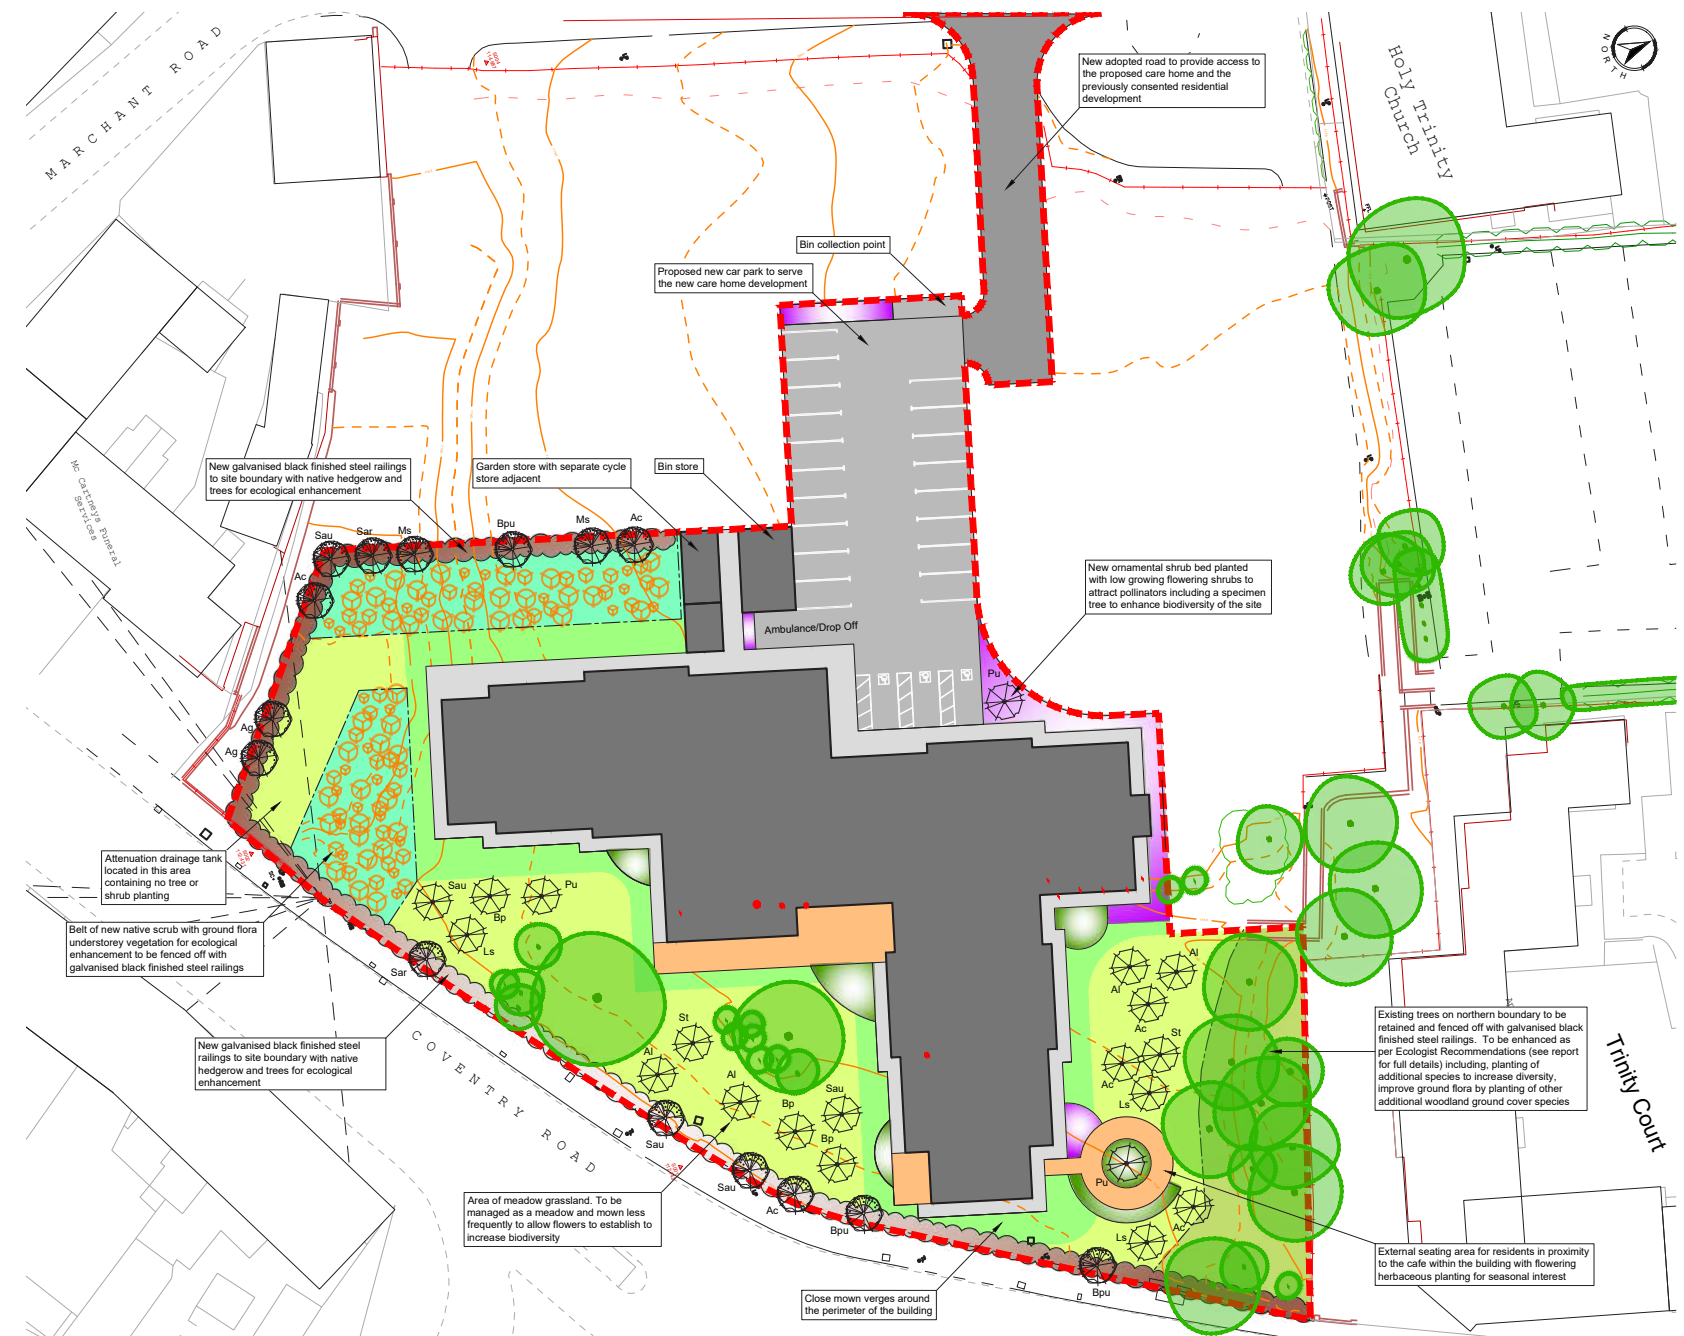 MARCHANT ROAD
NORTH
Holy Trinity
Church
New adopted road to provide access to
the proposed care home and the
previously consented residential
development
Bin collection point
Proposed new car park to serve
the new care home development
New galvanised black finished steel railings
to site boundary with native hedgerow and
trees for ecological enhancement
Garden store with separate cycle
store adjacent
Bin store
Mc Cartneys Funeral
Services
Sau
Sar
Ms
Bpu
Ms
Ac
Ac
New ornamental shrub bed planted
with low growing flowering shrubs to
attract pollinators including a specimen
tree to enhance biodiversity of the site
Ambulance/Drop Off
Pu
Ag
Ag
Attenuation drainage tank
located in this area
containing no tree or
shrub planting
Belt of new native scrub with ground flora
understorey vegetation for ecological
enhancement to be fenced off with
galvanised black finished steel railings
Sau
Bp
Pu
Ls
Sar
Al
Al
Ac
St
Ac
Ls
New galvanised black finished steel
railings to site boundary with native
hedgerow and trees for ecological
enhancement
COVENTRY ROAD
St
Al
Al
Bp
Sau
Bp
Existing trees on northern boundary to be
retained and fenced off with galvanised black
finished steel railings. To be enhanced as
per Ecologist Recommendations (see report
for full details) including, planting of
additional species to increase diversity,
improve ground flora by planting of other
additional woodland ground cover species
Trinity Court
Sau
Sau
Ac
Bpu
Pu
Ac
Ls
Bpu
Area of meadow grassland. To be
managed as a meadow and mown less
frequently to allow flowers to establish to
increase biodiversity
External seating area for residents in proximity
to the cafe within the building with flowering
herbaceous planting for seasonal interest
Close mown verges around
the perimeter of the building